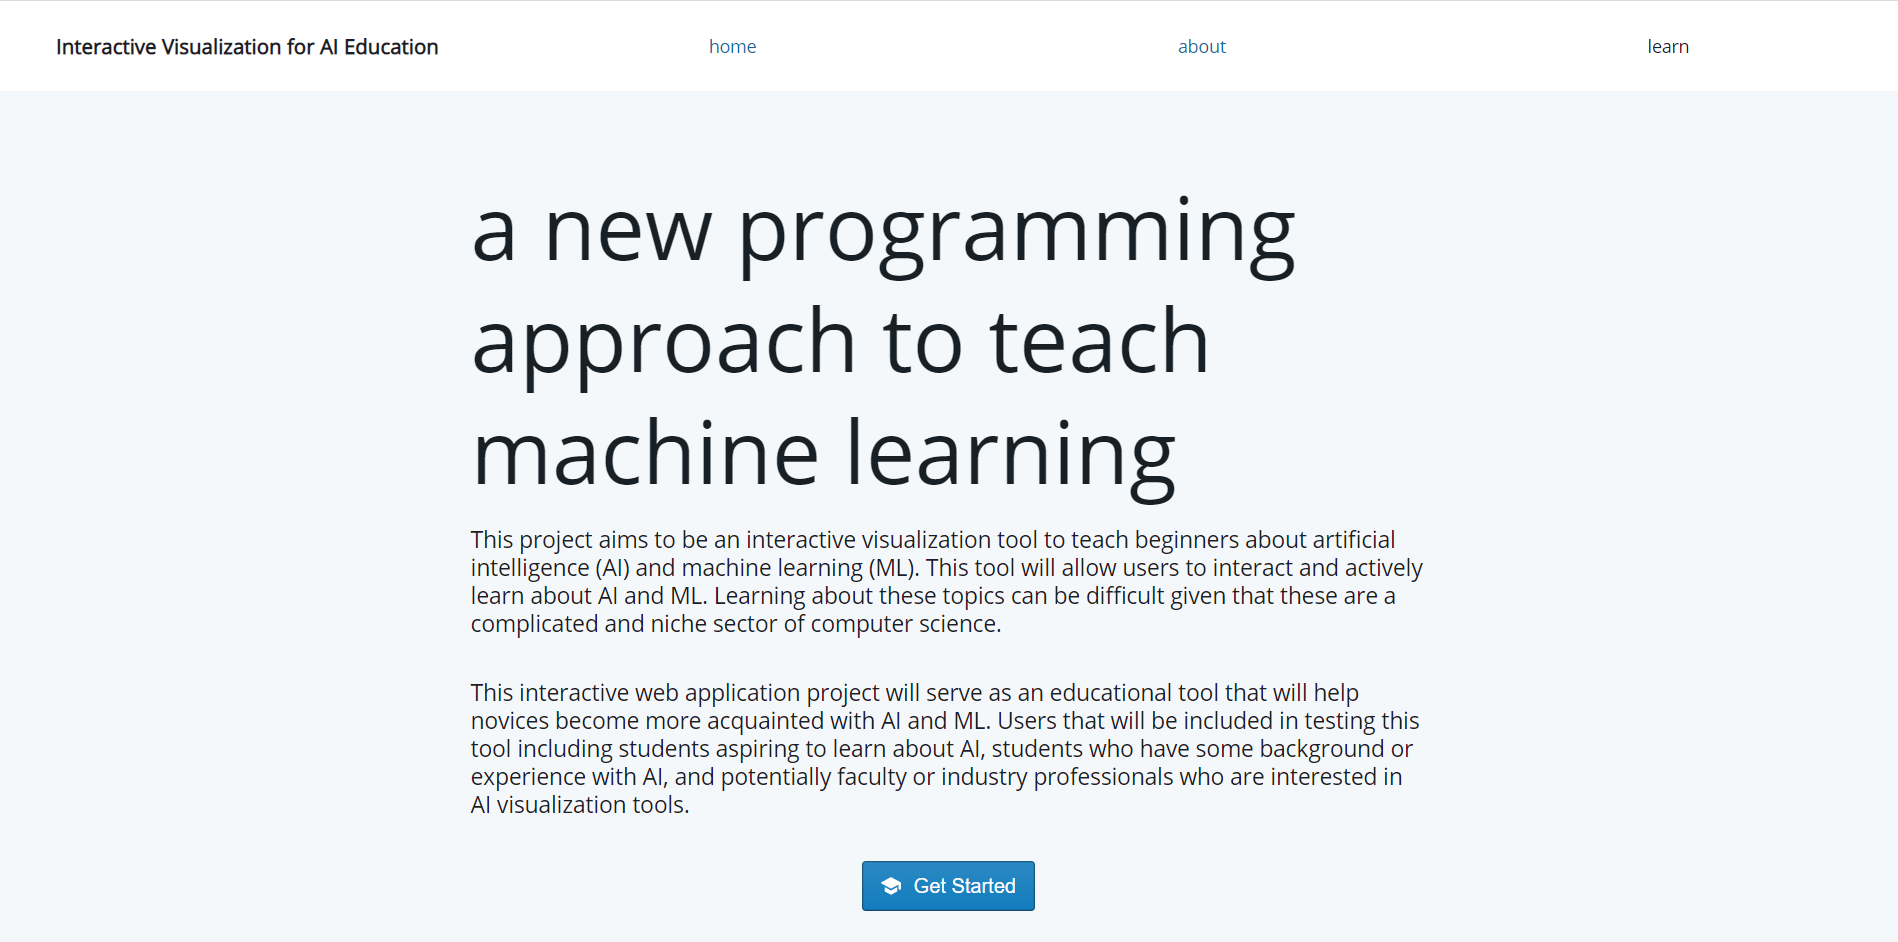 Interactive Visualization for AI Education
home
about
learn
a new programming
approach to teach
machine learning
This project aims to be an interactive visualization tool to teach beginners about artificial
intelligence (AI) and machine learning (ML). This tool will allow users to interact and actively
learn about AI and ML. Learning about these topics can be difficult given that these are a
complicated and niche sector of computer science.
This interactive web application project will serve as an educational tool that will help
novices become more acquainted with AI and ML. Users that will be included in testing this
tool including students aspiring to learn about AI, students who have some background or
experience with AI, and potentially faculty or industry professionals who are interested in
AI visualization tools.
Get Started